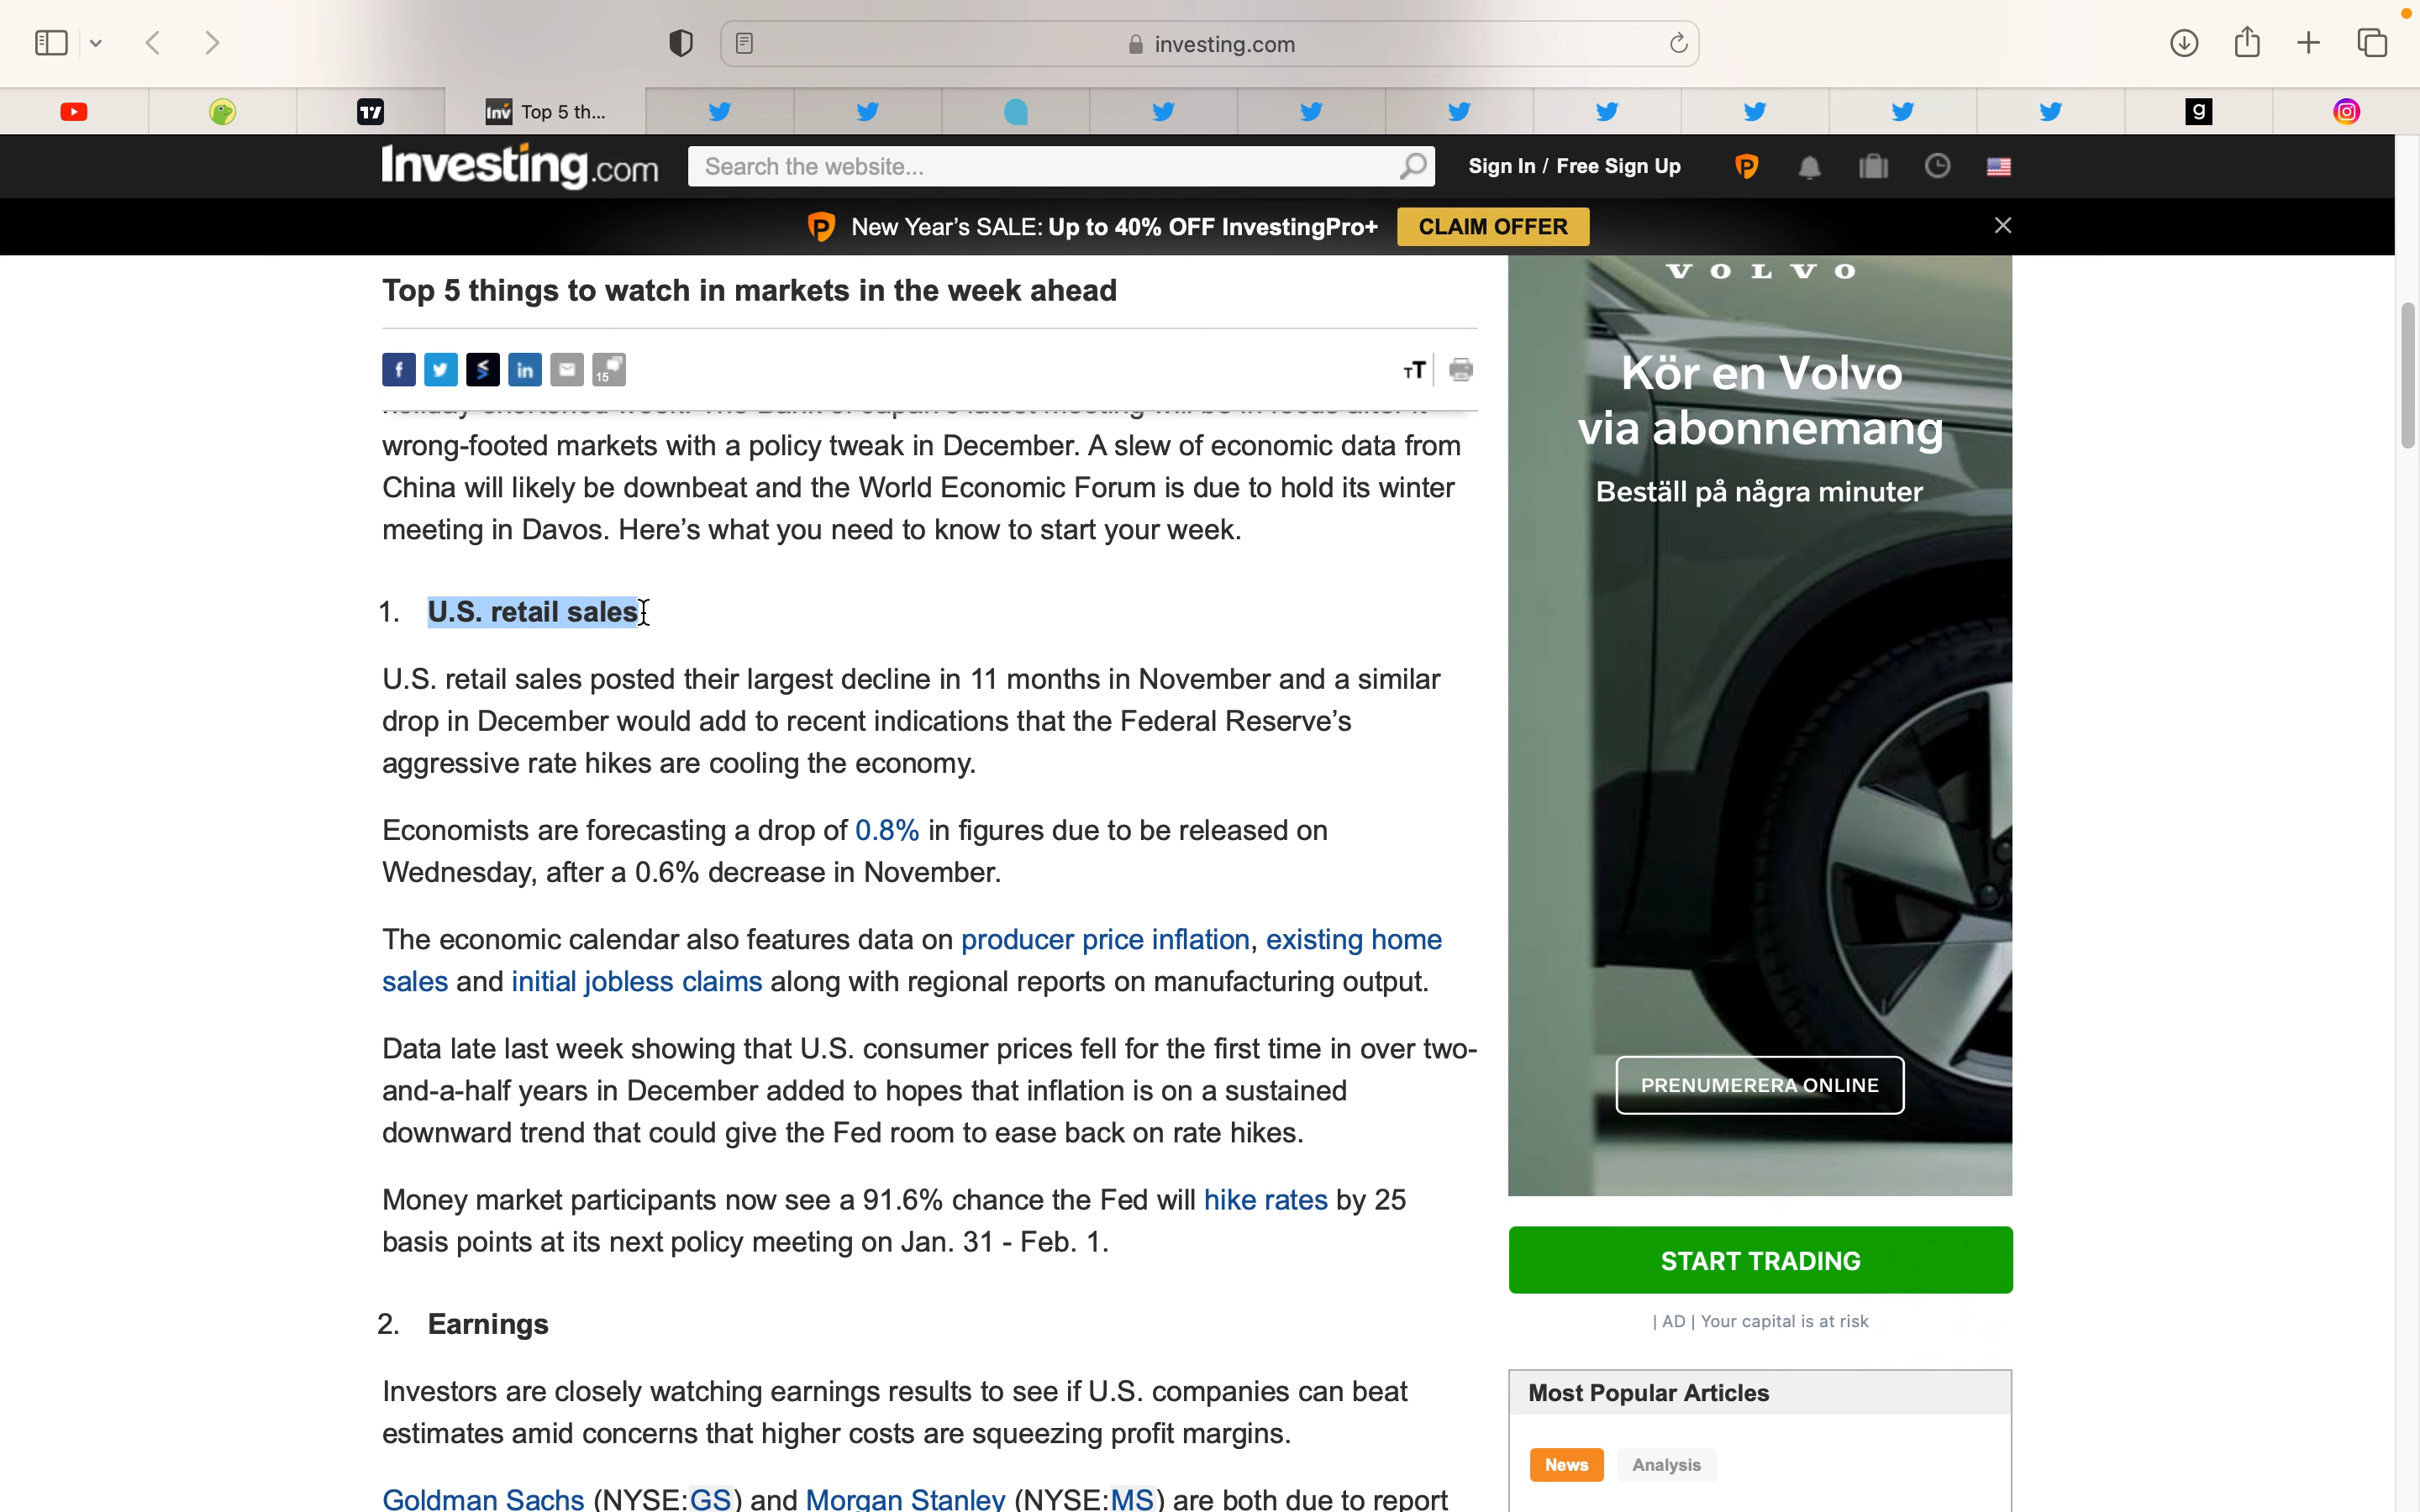 investing.com
Inv Top 5 th...
g
Investing.com
Search the website...
Sign In / Free Sign Up
P
P New Year's SALE: Up to 40% OFF InvestingPro+
CLAIM OFFER
Top 5 things to watch in markets in the week ahead
f
in
15
TT
wrong-footed markets with a policy tweak in December. A slew of economic data from
China will likely be downbeat and the World Economic Forum is due to hold its winter
meeting in Davos. Here's what you need to know to start your week.
1. U.S. retail sales
U.S. retail sales posted their largest decline in 11 months in November and a similar
drop in December would add to recent indications that the Federal Reserve's
aggressive rate hikes are cooling the economy.
Economists are forecasting a drop of 0.8% in figures due to be released on
Wednesday, after a 0.6% decrease in November.
The economic calendar also features data on producer price inflation, existing home
sales and initial jobless claims along with regional reports on manufacturing output.
Data late last week showing that U.S. consumer prices fell for the first time in over two-
and-a-half years in December added to hopes that inflation is on a sustained
downward trend that could give the Fed room to ease back on rate hikes.
Money market participants now see a 91.6% chance the Fed will hike rates by 25
basis points at its next policy meeting on Jan. 31 - Feb. 1.
2. Earnings
Investors are closely watching earnings results to see if U.S. companies can beat
estimates amid concerns that higher costs are squeezing profit margins.
Goldman Sachs (NYSE:GS) and Morgan Stanley (NYSE:MS) are both due to report
VOLVO
Kör en Volvo
via abonnemang
Beställ på några minuter
PRENUMERERA ONLINE
START TRADING
| AD | Your capital is at risk
Most Popular Articles
News
Analysis